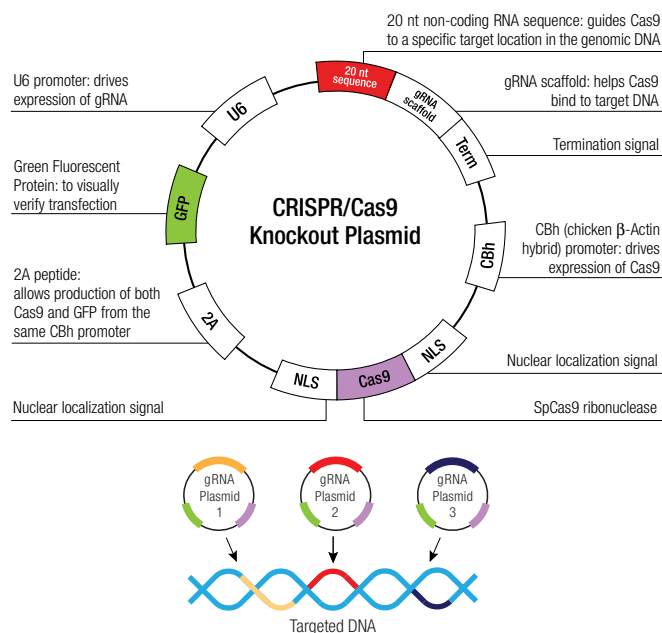 20 nt non-coding RNA sequence: guides Cas9
to a specific target location in the genomic DNA
U6 promoter: drives
expression of gRNA
gRNA scaffold: helps Cas9
bind to target DNA
Termination signal
Green Fluorescent
Protein: to visually
verify transfection
CBh (chicken β-Actin
hybrid) promoter: drives
expression of Cas9
2A peptide:
allows production of both
Cas9 and GFP from the
same CBh promoter
Nuclear localization signal
Nuclear localization signal
SpCas9 ribonuclease
20 nt
sequence
gRNA
scaffold
Term
CBh
NLS
Cas9
NLS
2A
GFP
U6
CRISPR/Cas9
Knockout Plasmid
gRNA
Plasmid
1
gRNA
Plasmid
2
gRNA
Plasmid
3
Targeted DNA